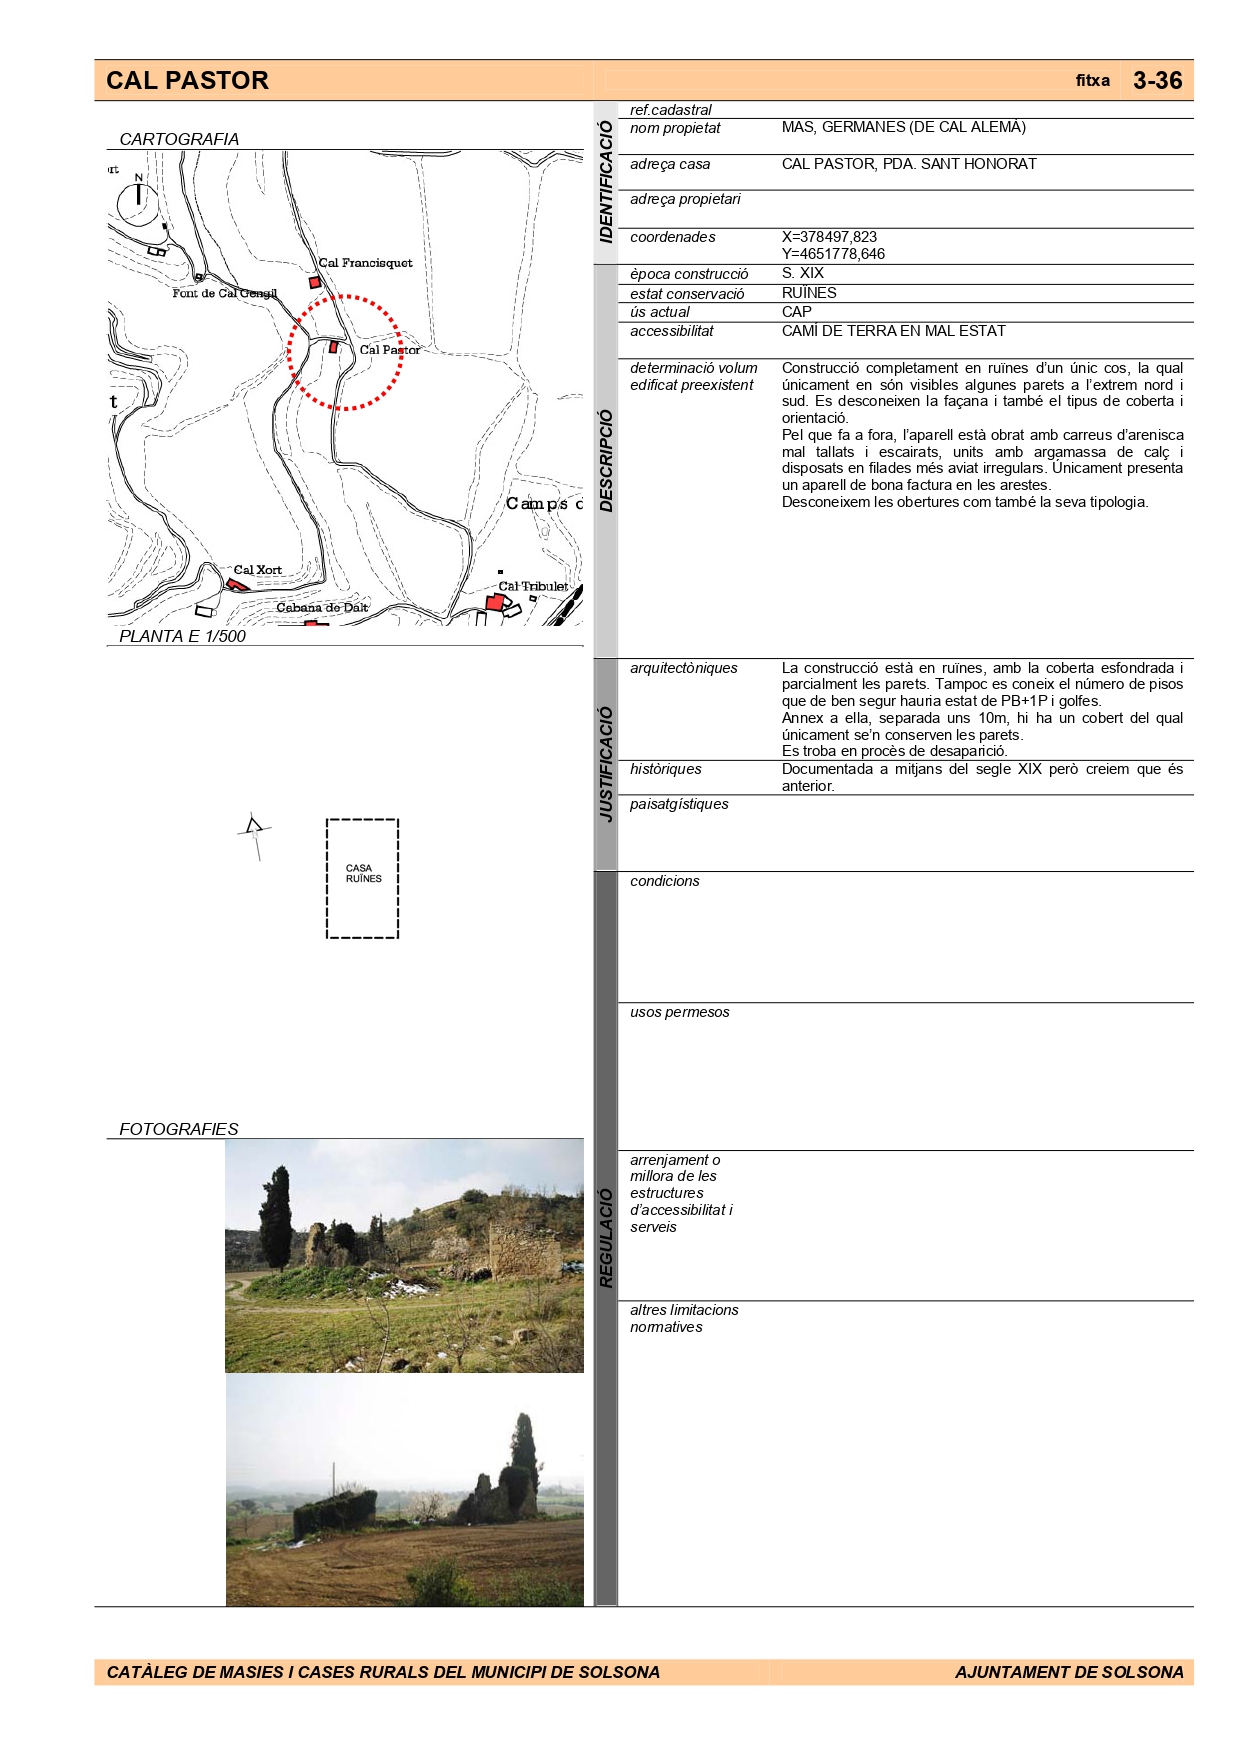 CAL PASTOR
fitxa 3-36
CARTOGRAFIA
N
Cal Francisquet
Font de Cal Gengil
Cal Pastor
t
Camps d
Cal Xort
Cal Tribulet
Cabana de Dalt
PLANTA E 1/500
CASA
RUÏNES
FOTOGRAFIES
IDENTIFICACIÓ
ref.cadastral
nom propietat MAS, GERMANES (DE CAL ALEMÀ)
adreça casa CAL PASTOR, PDA. SANT HONORAT
adreça propietari
coordenades X=378497,823
Y=4651778,646
DESCRIPCIÓ
època construcció S. XIX
estat conservació RUÏNES
ús actual CAP
accessibilitat CAMÍ DE TERRA EN MAL ESTAT
determinació volum Construcció completament en ruïnes d’un únic cos, la qual
edificat preexistent únicament en són visibles algunes parets a l’extrem nord i
sud. Es desconeixen la façana i també el tipus de coberta i
orientació.
Pel que fa a fora, l’aparell està obrat amb carreus d’arenisca
mal tallats i escairats, units amb argamassa de calç i
disposats en filades més aviat irregulars. Únicament presenta
un aparell de bona factura en les arestes.
Desconeixem les obertures com també la seva tipologia.
JUSTIFICACIÓ
arquitectòniques La construcció està en ruïnes, amb la coberta esfondrada i
parcialment les parets. Tampoc es coneix el número de pisos
que de ben segur hauria estat de PB+1P i golfes.
Annex a ella, separada uns 10m, hi ha un cobert del qual
únicament se’n conserven les parets.
Es troba en procès de desaparició.
històriques Documentada a mitjans del segle XIX però creiem que és
anterior.
paisatgístiques
REGULACIÓ
condicions
usos permesos
arrenjament o
millora de les
estructures
d’accessibilitat i
serveis
altres limitacions
normatives
CATÀLEG DE MASIES I CASES RURALS DEL MUNICIPI DE SOLSONA AJUNTAMENT DE SOLSONA